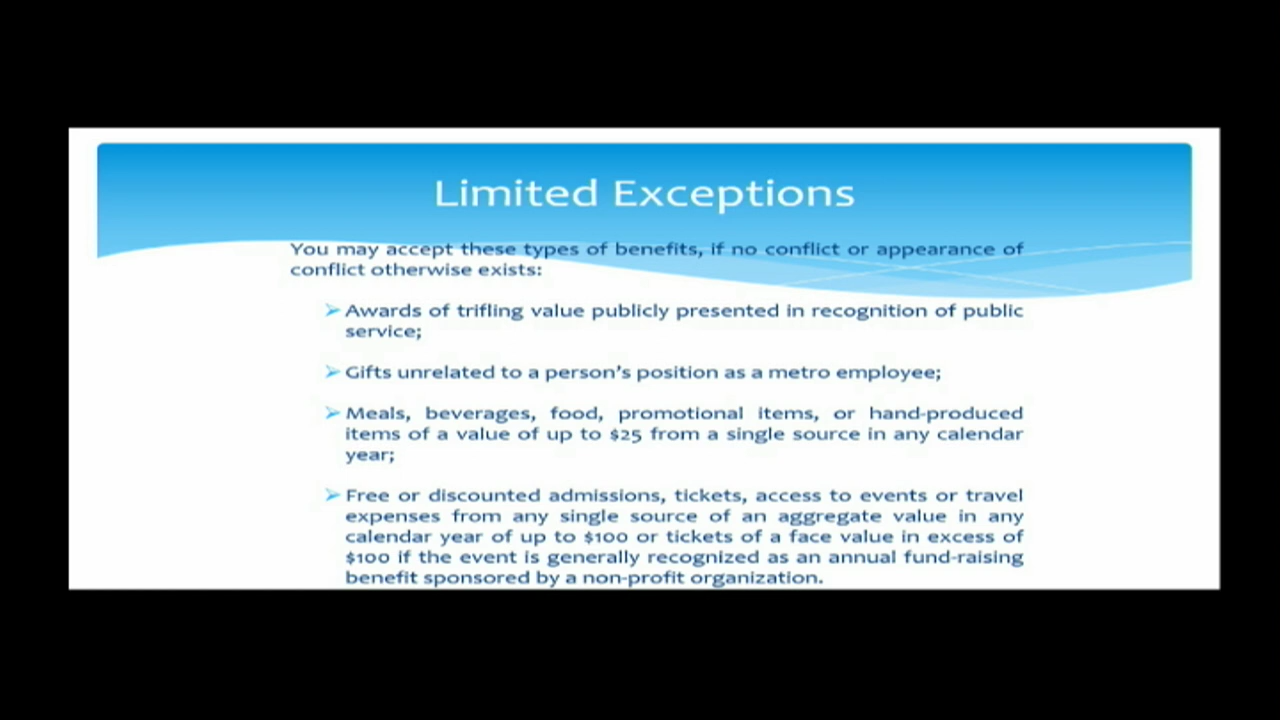 Limited Exceptions
You may accept these types of benefits, if no conflict or appearance of
conflict otherwise exists:
Awards of trifling value publicly presented in recognition of public
service;
Gifts unrelated to a person's position as a metro employee;
Meals, beverages, food, promotional items, or hand-produced
items of a value of up to $25 from a single source in any calendar
year;
Free or discounted admissions, tickets, access to events or travel
expenses from any single source of an aggregate value in any
calendar year of up to $100 or tickets of a face value in excess of
$100 if the event is generally recognized as an annual fund-raising
benefit sponsored by a non-profit organization.